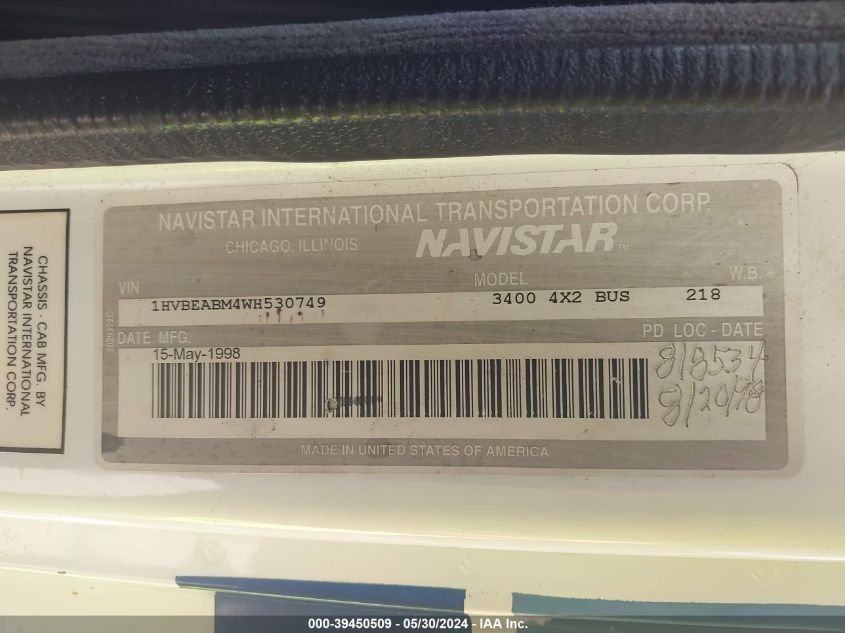 NAVISTAR INTERNATIONAL TRANSPORTATION CORP.
CHICAGO, ILLINOIS NAVISTAR™
VIN MODEL W.B.
1HVBEABM4WH530749 3400 4X2 BUS 218
DATE MFG. PD LOC - DATE
15-May-1998
818534
8/20/98
MADE IN UNITED STATES OF AMERICA
CHASSIS - CAB MFG. BY
NAVISTAR INTERNATIONAL
TRANSPORTATION CORP.
000-39450509 - 05/30/2024 - IAA Inc.